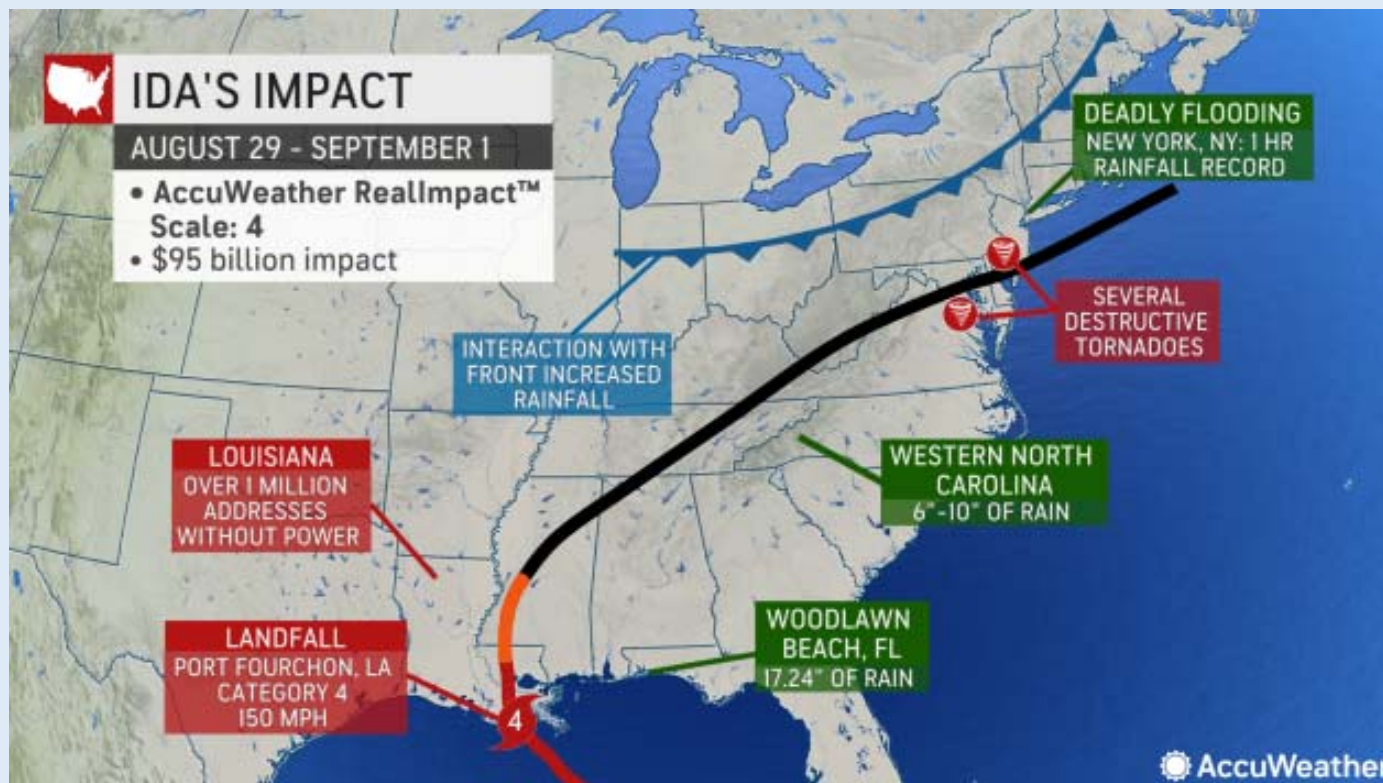 IDA'S IMPACT
AUGUST 29 - SEPTEMBER 1
• AccuWeather RealImpact™
Scale: 4
• $95 billion impact
DEADLY FLOODING
NEW YORK, NY: 1 HR
RAINFALL RECORD
SEVERAL
DESTRUCTIVE
TORNADOES
INTERACTION WITH
FRONT INCREASED
RAINFALL
LOUISIANA
OVER 1 MILLION
ADDRESSES
WITHOUT POWER
WESTERN NORTH
CAROLINA
6"-10" OF RAIN
LANDFALL
PORT FOURCHON, LA
CATEGORY 4
150 MPH
4
WOODLAWN
BEACH, FL
17.24" OF RAIN
AccuWeather